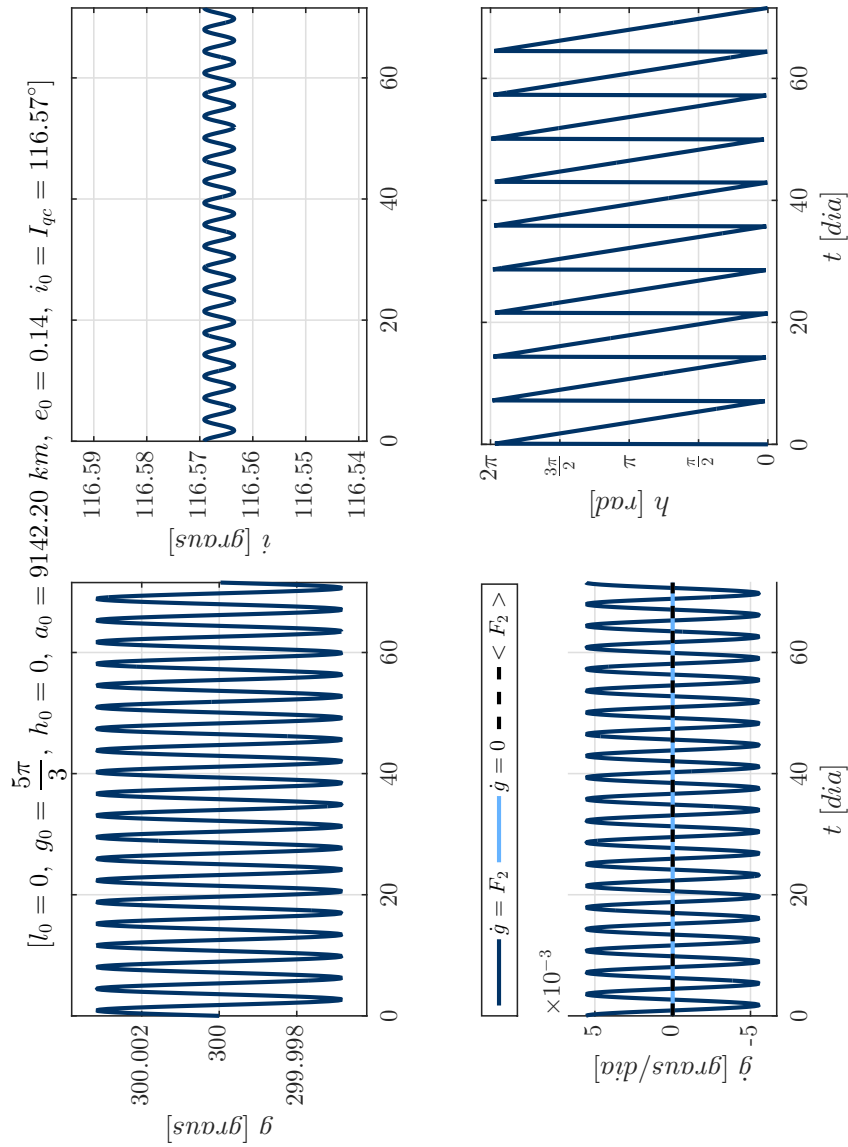 [l₀ = 0, g₀ = 5π/3, h₀ = 0, a₀ = 9142.20 km, e₀ = 0.14, i₀ = I_qc = 116.57°]
g [graus]
300.002
300
299.998
0 20 40 60
i [graus]
116.59
116.58
116.57
116.56
116.55
116.54
0 20 40 60
ġ = F₂ ġ = 0 < F₂ >
×10⁻³
ġ [graus/dia]
5
0
-5
0 20 40 60
t [dia]
h [rad]
2π
3π/2
π
π/2
0
0 20 40 60
t [dia]